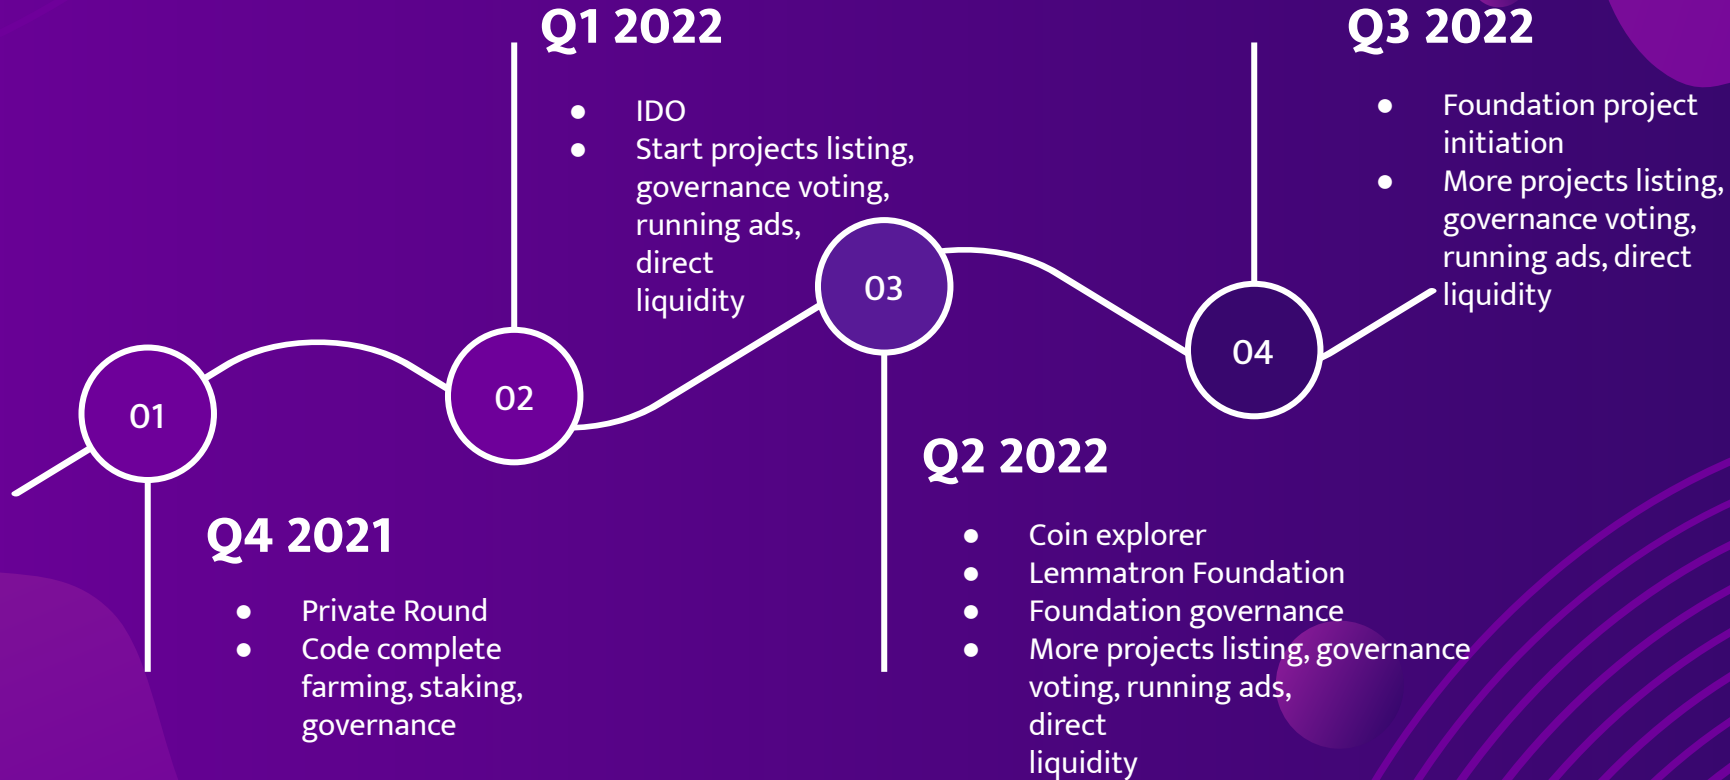 Q1 2022
● IDO
● Start projects listing,
governance voting,
running ads,
direct
liquidity
Q3 2022
● Foundation project
initiation
● More projects listing,
governance voting,
running ads, direct
liquidity
01
02
03
04
Q4 2021
● Private Round
● Code complete
farming, staking,
governance
Q2 2022
● Coin explorer
● Lemmatron Foundation
● Foundation governance
● More projects listing, governance
voting, running ads,
direct
liquidity